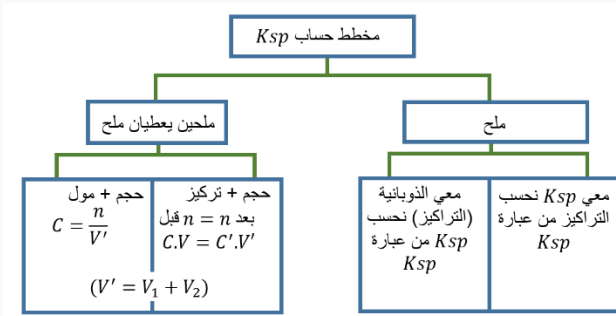 مخطط حساب Ksp
ملح
ملحين يعطيان ملح
معي Ksp نحسب
التراكيز من عبارة
Ksp
معي الذوبانية
(التراكيز) نحسب
Ksp من عبارة
Ksp
حجم + تركيز
بعد n = n قبل
C.V = C′.V′
حجم + مول
C = n/V′
(V′ = V₁ + V₂)